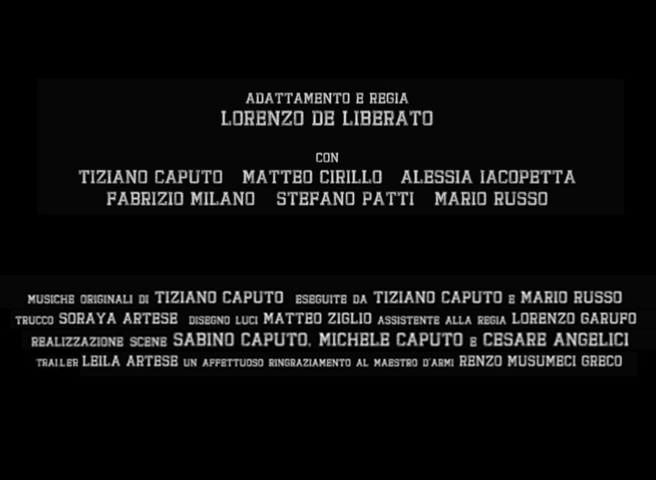 ADATTAMENTO E REGIA
LORENZO DE LIBERATO
CON
TIZIANO CAPUTO MATTEO CIRILLO ALESSIA IACOPETTA
FABRIZIO MILANO STEFANO PATTI MARIO RUSSO
MUSICHE ORIGINALI DI TIZIANO CAPUTO ESEGUITE DA TIZIANO CAPUTO E MARIO RUSSO
TRUCCO SORAYA ARTESE DISEGNO LUCI MATTEO ZIGLIO ASSISTENTE ALLA REGIA LORENZO GARUFO
REALIZZAZIONE SCENE SABINO CAPUTO, MICHELE CAPUTO E CESARE ANGELICI
TRAILER LEILA ARTESE UN AFFETTUOSO RINGRAZIAMENTO AL MAESTRO D'ARMI RENZO MUSUMECI GRECO